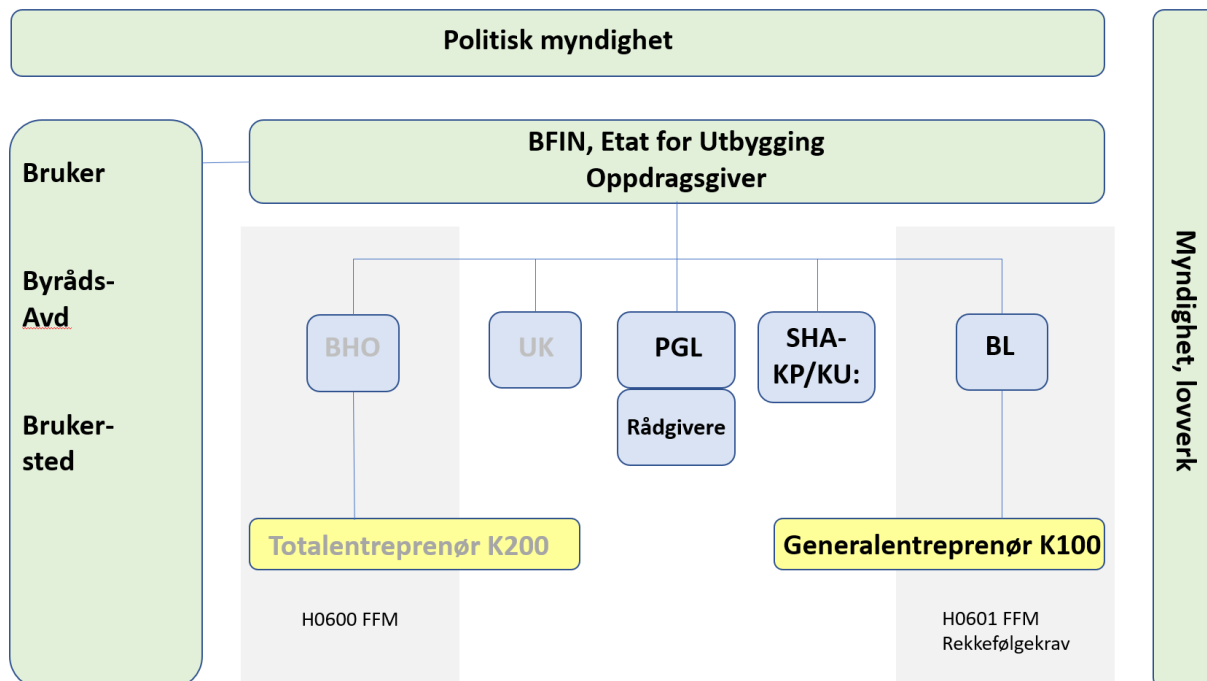 Politisk myndighet
BFIN, Etat for Utbygging
Oppdragsgiver
Bruker
Byråds-
Avd
Bruker-
sted
BHO
UK
PGL
SHA-
KP/KU:
BL
Rådgivere
Totalentreprenør K200
Generalentreprenør K100
H0600 FFM
H0601 FFM
Rekkefølgekrav
Myndighet, lovverk